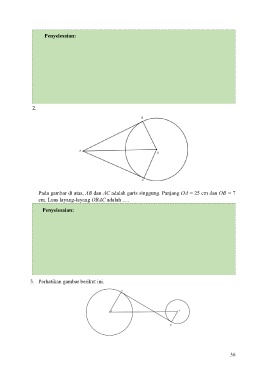 Penyelesaian:
2.
Pada gambar di atas, AB dan AC adalah garis singgung. Panjang OA = 25 cm dan OB = 7
cm. Luas layang-layang OBAC adalah ….
Penyelesaian:
3. Perhatikan gambar berikut ini.
36